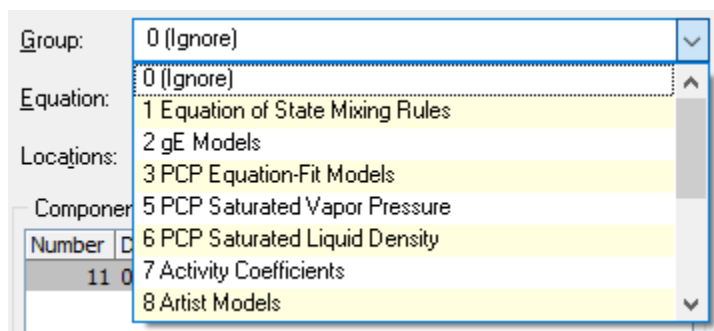 Group: 0 (Ignore)
0 (Ignore)
Equation: 1 Equation of State Mixing Rules
2 gE Models
Locations: 3 PCP Equation-Fit Models
5 PCP Saturated Vapor Pressure
6 PCP Saturated Liquid Density
Number
11 0 7 Activity Coefficients
8 Artist Models